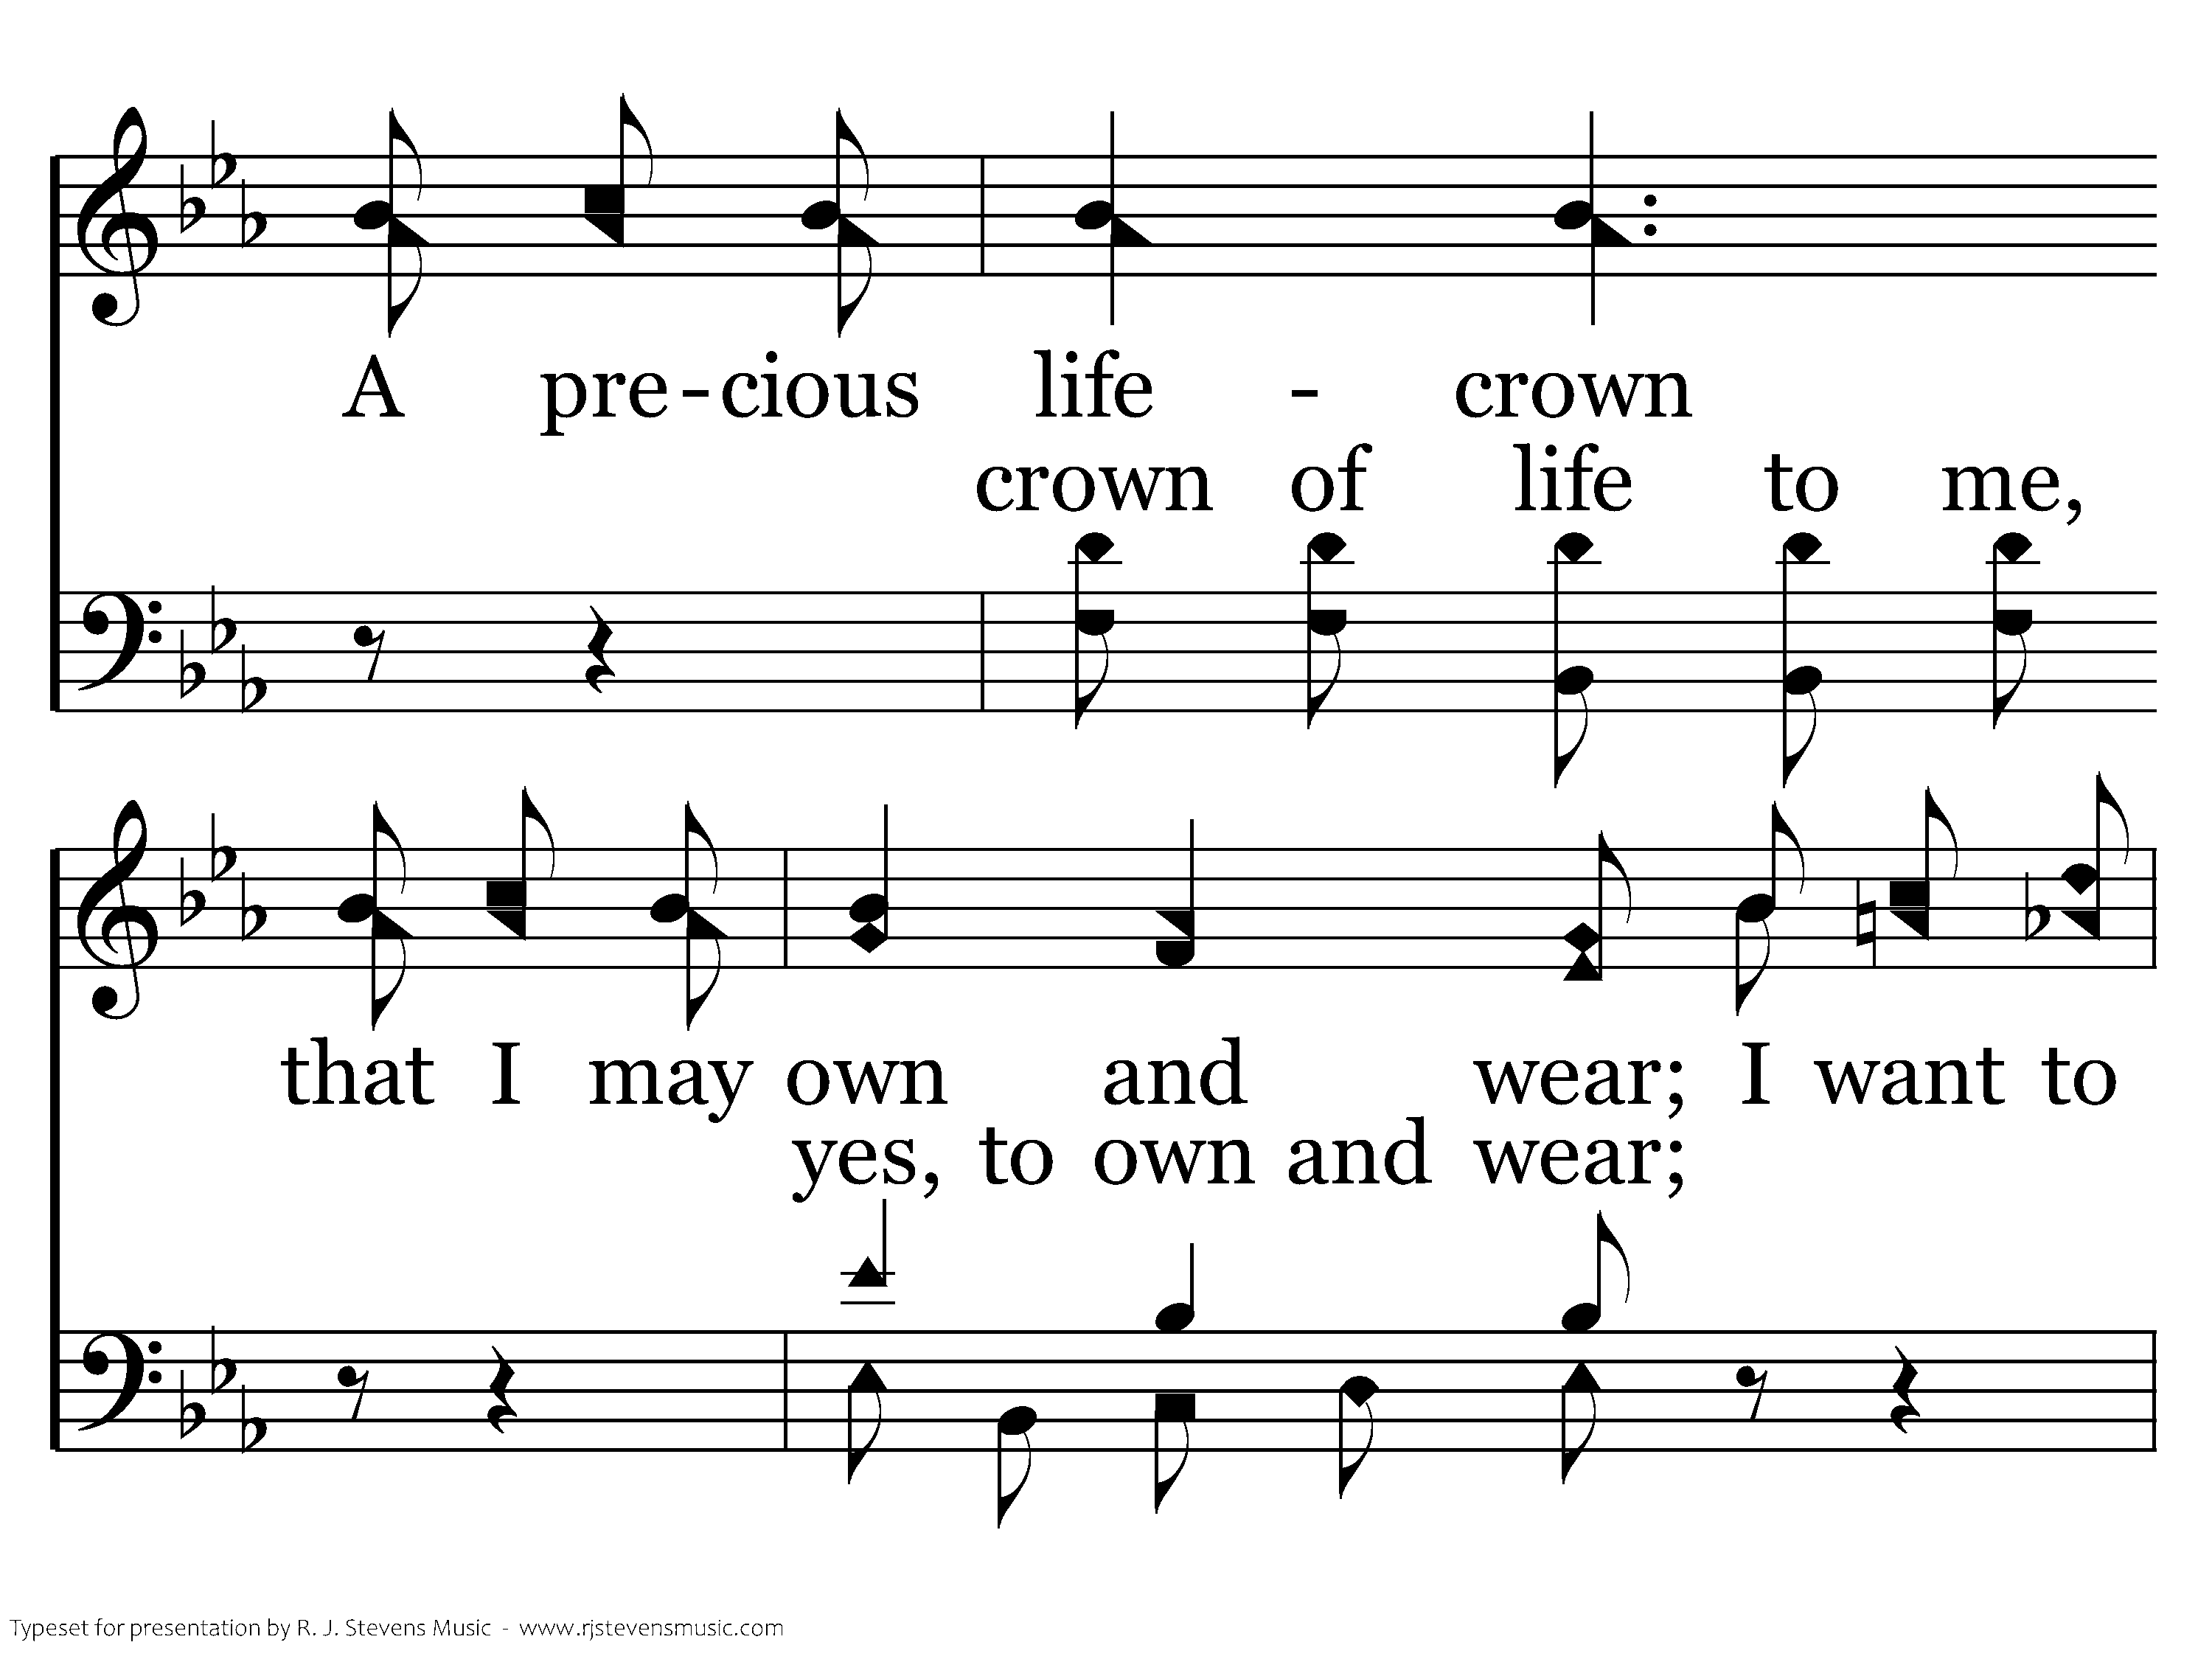 A pre-cious life - crown
crown of life to me,
that I may own and wear; I want to
yes, to own and wear;
Typeset for presentation by R. J. Stevens Music - www.rjstevensmusic.com